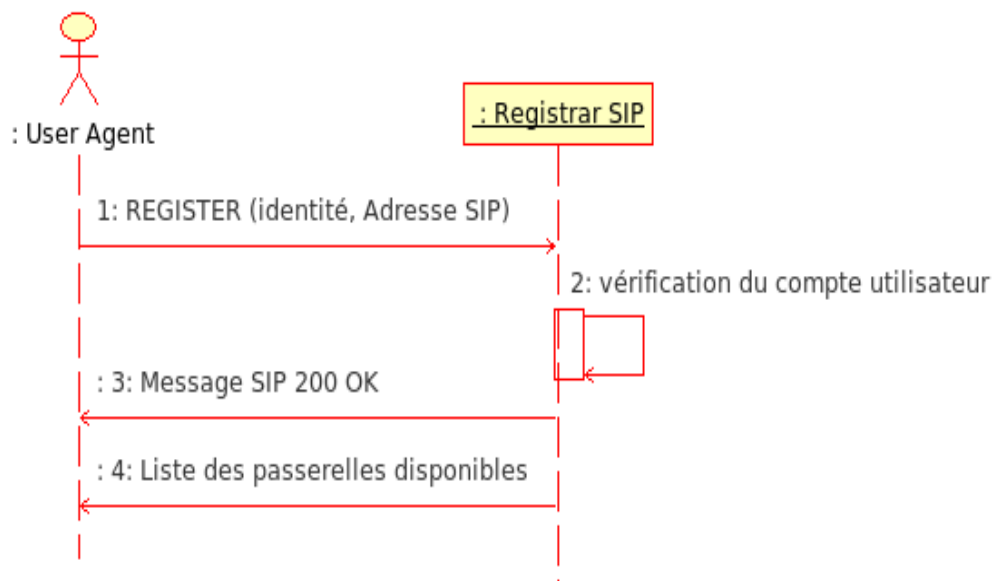 : User Agent
: Registrar SIP
1: REGISTER (identité, Adresse SIP)
2: vérification du compte utilisateur
: 3: Message SIP 200 OK
: 4: Liste des passerelles disponibles